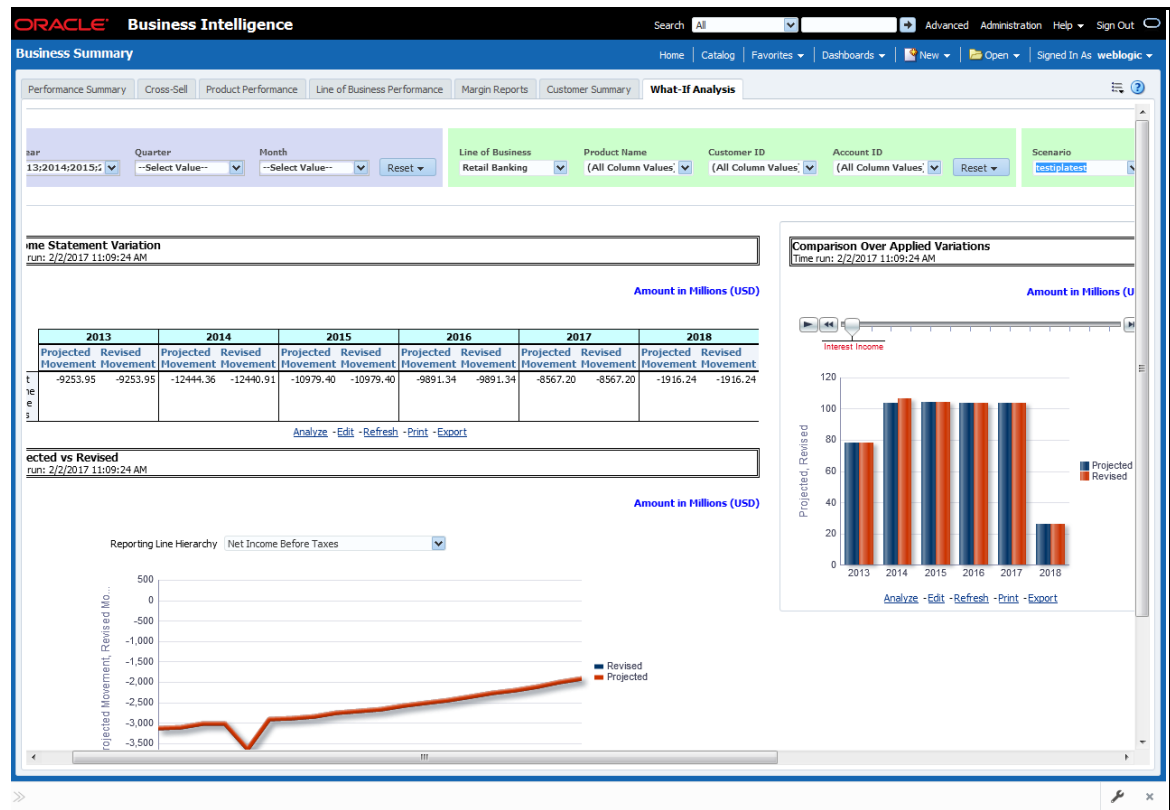 ORACLE Business Intelligence Search All Advanced Administration Help Sign Out
Business Summary Home Catalog Favorites Dashboards New Open Signed In As weblogic
Performance Summary Cross-Sell Product Performance Line of Business Performance Margin Reports Customer Summary What-If Analysis
ear Quarter Month Line of Business Product Name Customer ID Account ID Scenario
13;2014;2015;2 --Select Value-- --Select Value-- Reset Retail Banking (All Column Values) (All Column Values) (All Column Values) Reset testiplatest
ome Statement Variation
run: 2/2/2017 11:09:24 AM
Amount in Millions (USD)
2013 2014 2015 2016 2017 2018
Projected Movement Revised Movement Projected Movement Revised Movement Projected Movement Revised Movement Projected Movement Revised Movement Projected Movement Revised Movement Projected Movement Revised Movement
t -9253.95 -9253.95 -12444.36 -12440.91 -10979.40 -10979.40 -9891.34 -9891.34 -8567.20 -8567.20 -1916.24 -1916.24
ne
e
s
Analyze - Edit - Refresh - Print - Export
ected vs Revised
run: 2/2/2017 11:09:24 AM
Amount in Millions (USD)
Reporting Line Hierarchy Net Income Before Taxes
rojected Movement, Revised Mo...
500
0
-500
-1,000
-1,500
-2,000
-2,500
-3,000
-3,500
Revised
Projected
Comparison Over Applied Variations
Time run: 2/2/2017 11:09:24 AM
Amount in Millions (U
Interest Income
Projected, Revised
120
100
80
60
40
20
0
2013 2014 2015 2016 2017 2018
Projected
Revised
Analyze - Edit - Refresh - Print - Export